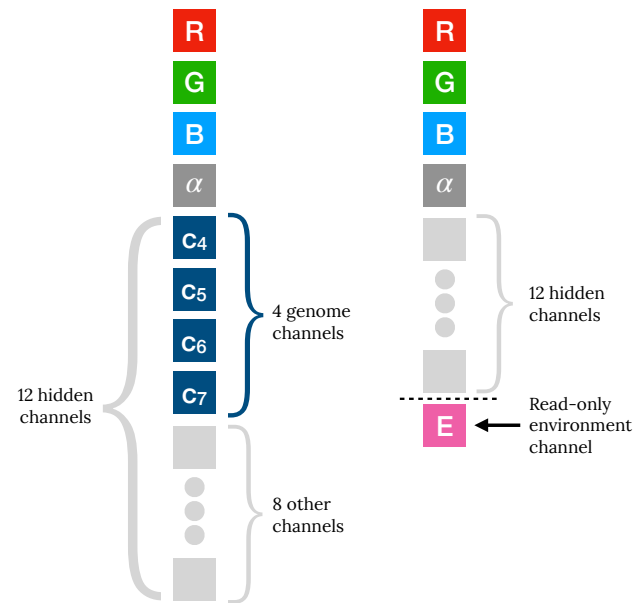 R
G
B
α
C4
C5
C6
C7
4 genome
channels
12 hidden
channels
8 other
channels
R
G
B
α
12 hidden
channels
E
Read-only
environment
channel